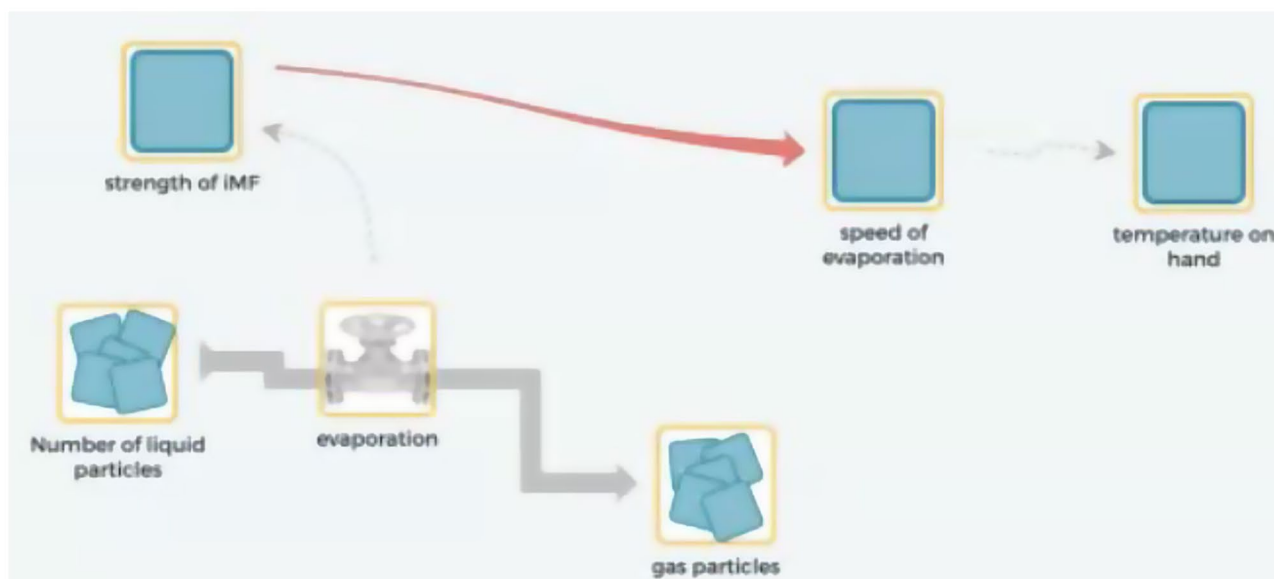 strength of iMF
speed of
evaporation
temperature on
hand
Number of liquid
particles
evaporation
gas particles